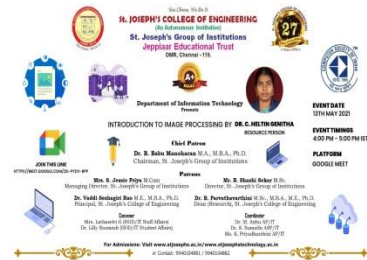 St. JOSEPH'S COLLEGE OF ENGINEERING
(An Autonomous Institution)
St. Joseph's Group of Institutions
Jeppiaar Educational Trust
OMR, Chennai - 119.
27
A+
Department of Information Technology
Presents
INTRODUCTION TO IMAGE PROCESSING BY DR. C. HELTIN GENITHA
RESOURCE PERSON
EVENT DATE
13TH MAY 2021
EVENT TIMINGS
4:00 PM - 5:00 PM IST
PLATFORM
GOOGLE MEET
JOIN THIS LINK
Chief Patron
Dr. B. Babu Manoharan M.A., M.B.A., Ph.D.
Chairman, St. Joseph's Group of Institutions
Patrons
Mrs. S. Jessie Priya M.Com;
Managing Director, St. Joseph's Group of Institutions
Mr. B. Shashi Sekar M.Sc.
Director, St. Joseph's Group of Institutions
Dr. Vaddi Seshagiri Rao M.E., M.B.A., Ph.D.
Principal, St. Joseph's College of Engineering
Dr. B. Parvathavarthini M.Sc., M.B.A., M.E., Ph.D.
Dean (Research), St. Joseph's College of Engineering
Convener
Coordinator
For Admissions: Visit www.stjosephs.ac.in/www.stjosephstechnology.ac.in
or Contact: 9940104881 / 9940104882